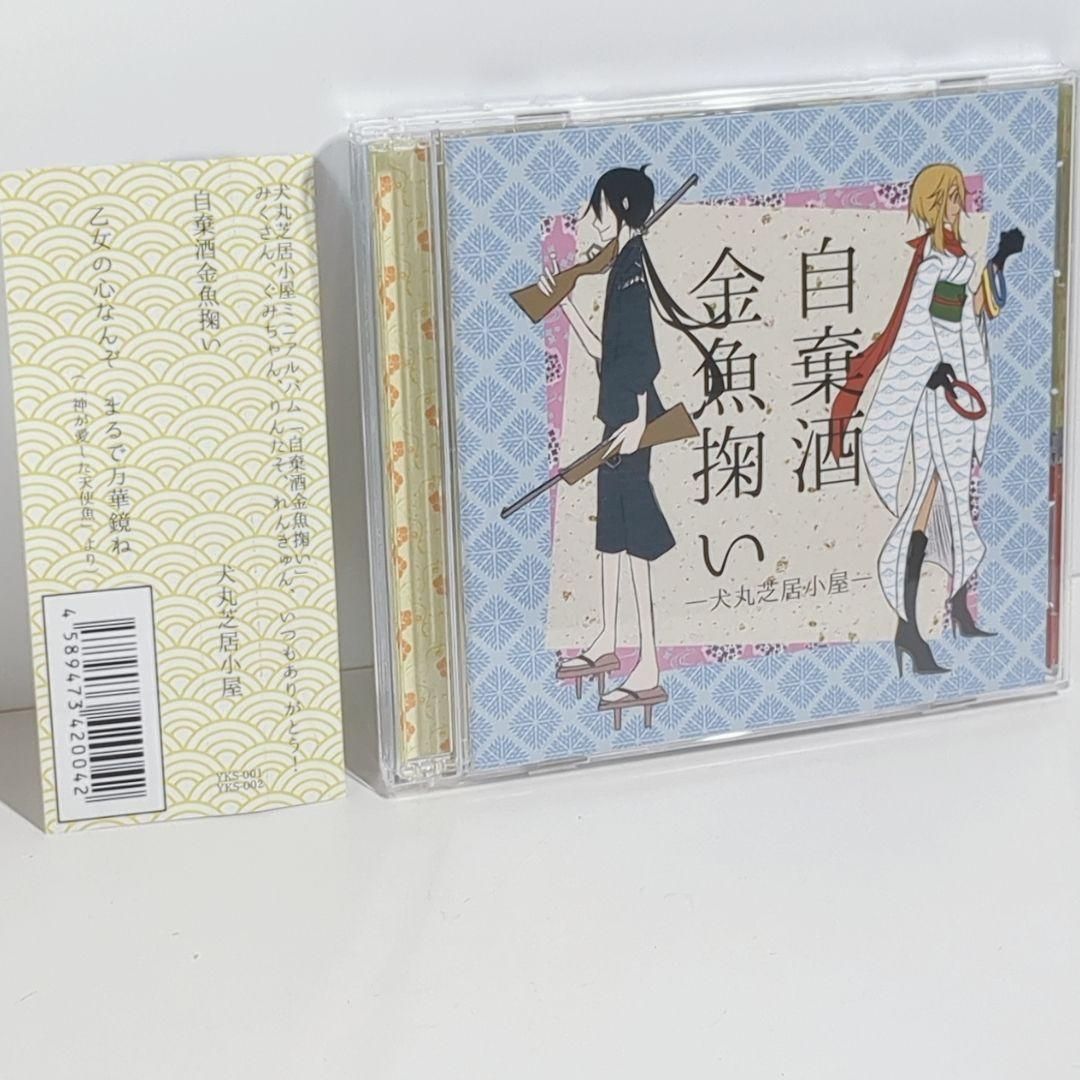 犬丸芝居小屋ミニアルバム「自棄酒金魚掬い」
みくさん、ぐみちゃん、りんたそ、れんきゅん、いつもありがとう!
自棄酒金魚掬い
犬丸芝居小屋
乙女の心なんぞ まるで万華鏡ね
神が愛した天使魚」より
4589473420042
YKS-001
YKS-002
自棄酒
金魚掬い
―犬丸芝居小屋―